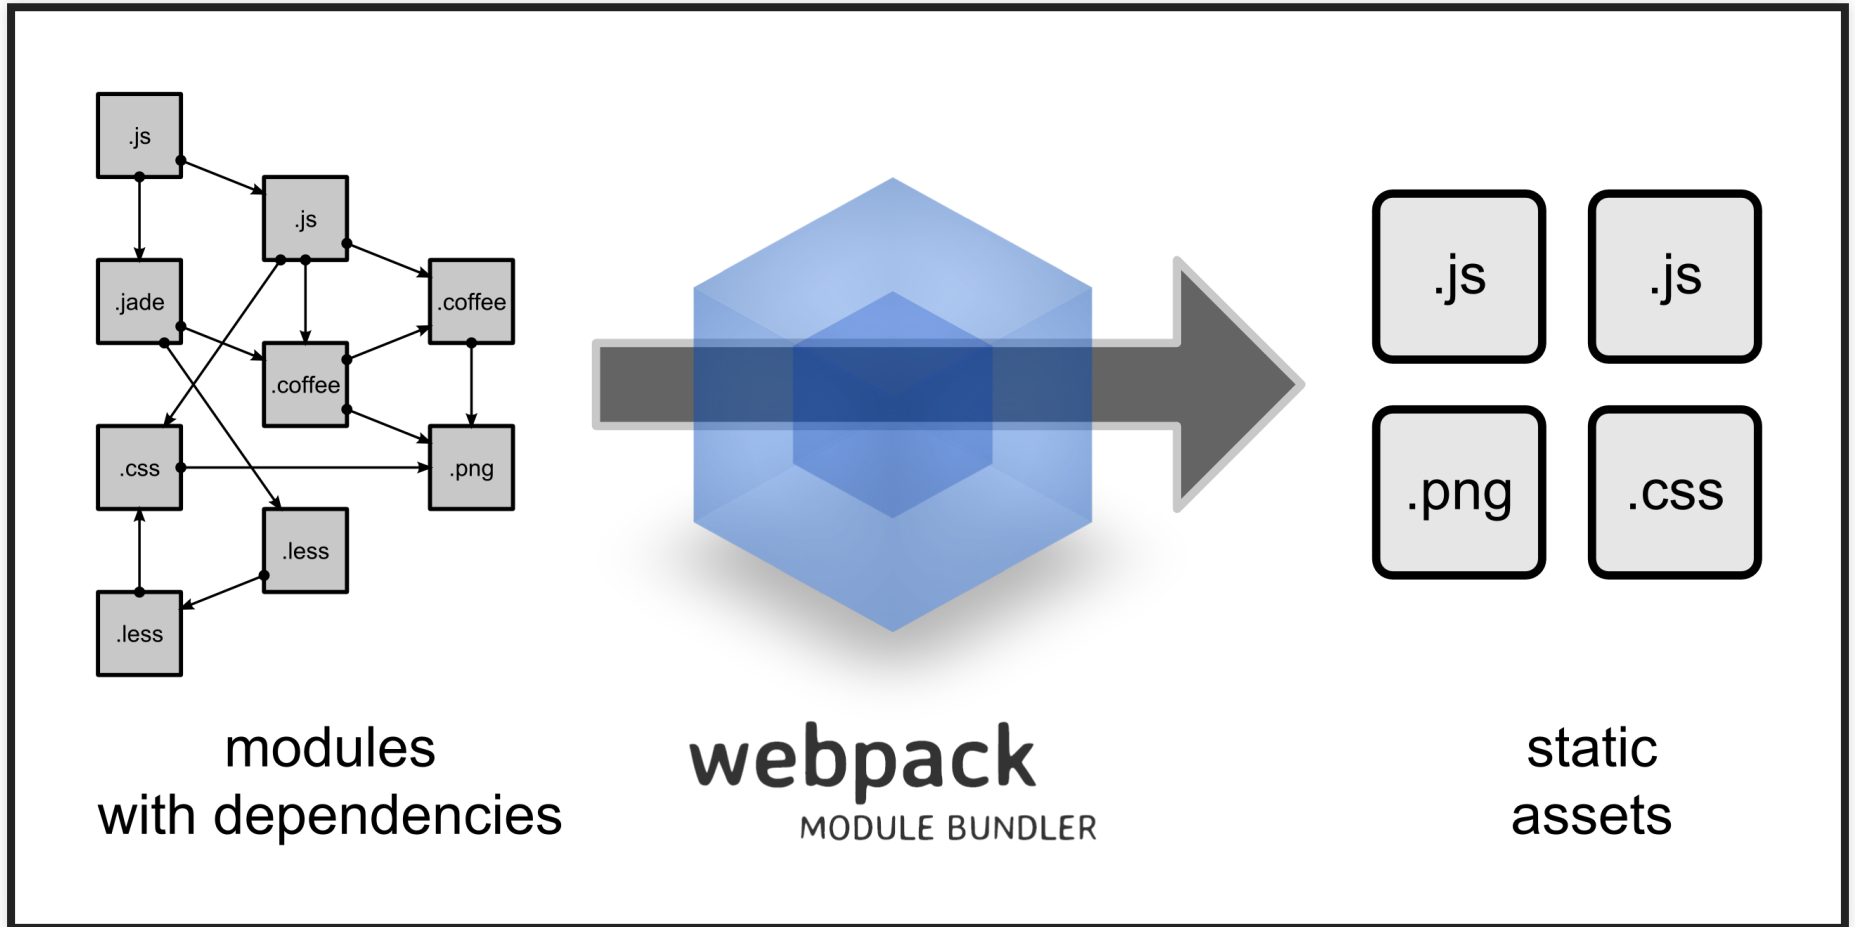 .js
.js
.jade
.coffee
.coffee
.css
.png
.less
.less
modules
with dependencies
webpack
MODULE BUNDLER
.js
.js
.png
.css
static
assets